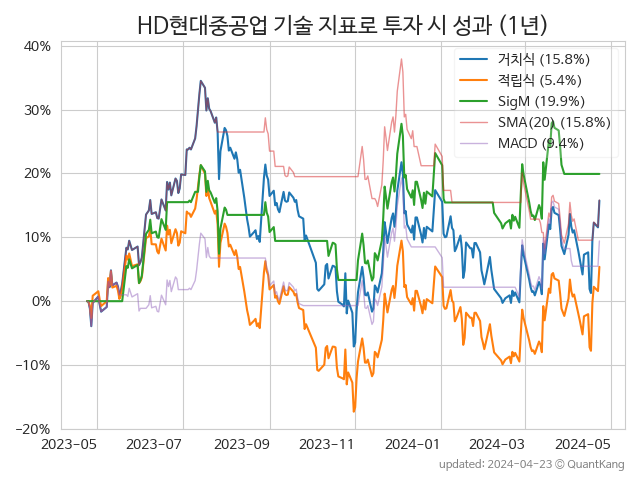 HD현대중공업 기술 지표로 투자 시 성과 (1년)
40%
30%
20%
10%
0%
−10%
−20%
거치식 (15.8%)
적립식 (5.4%)
SigM (19.9%)
SMA(20) (15.8%)
MACD (9.4%)
2023-05
2023-07
2023-09
2023-11
2024-01
2024-03
2024-05
updated: 2024-04-23 © QuantKang